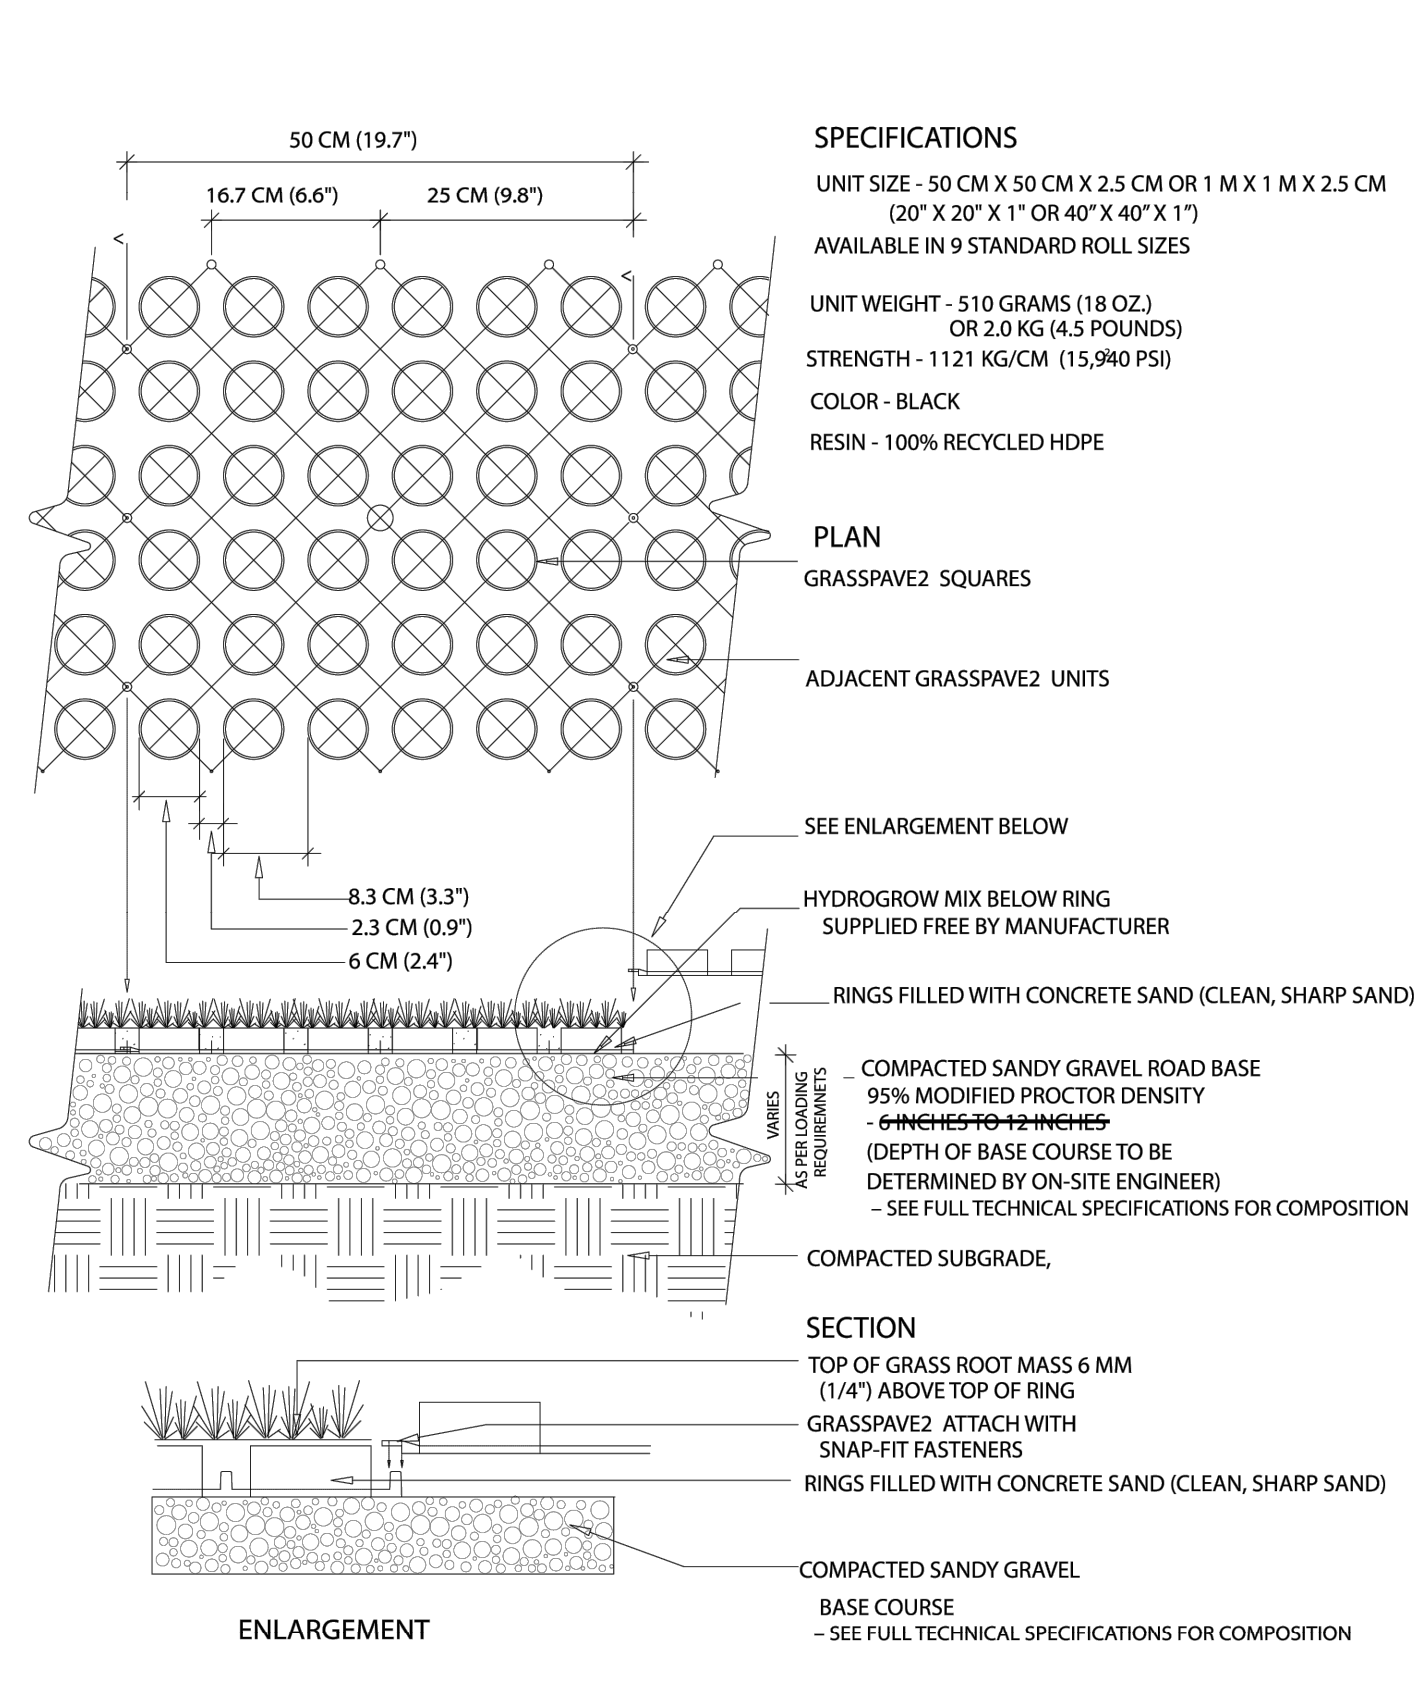 50 CM (19.7")
16.7 CM (6.6")
25 CM (9.8")
<
<
8.3 CM (3.3")
2.3 CM (0.9")
6 CM (2.4")
SPECIFICATIONS
UNIT SIZE - 50 CM X 50 CM X 2.5 CM OR 1 M X 1 M X 2.5 CM
(20" X 20" X 1" OR 40” X 40” X 1”)
AVAILABLE IN 9 STANDARD ROLL SIZES
UNIT WEIGHT - 510 GRAMS (18 OZ.)
OR 2.0 KG (4.5 POUNDS)
STRENGTH - 1121 KG/CM (15,940 PSI)
2
COLOR - BLACK
RESIN - 100% RECYCLED HDPE
PLAN
GRASSPAVE2 SQUARES
ADJACENT GRASSPAVE2 UNITS
SEE ENLARGEMENT BELOW
HYDROGROW MIX BELOW RING
SUPPLIED FREE BY MANUFACTURER
RINGS FILLED WITH CONCRETE SAND (CLEAN, SHARP SAND)
VARIES
AS PER LOADING
REQUIREMNETS
COMPACTED SANDY GRAVEL ROAD BASE
95% MODIFIED PROCTOR DENSITY
- 6 INCHES TO 12 INCHES
(DEPTH OF BASE COURSE TO BE
DETERMINED BY ON-SITE ENGINEER)
– SEE FULL TECHNICAL SPECIFICATIONS FOR COMPOSITION
COMPACTED SUBGRADE,
SECTION
TOP OF GRASS ROOT MASS 6 MM
(1/4") ABOVE TOP OF RING
GRASSPAVE2 ATTACH WITH
SNAP-FIT FASTENERS
RINGS FILLED WITH CONCRETE SAND (CLEAN, SHARP SAND)
COMPACTED SANDY GRAVEL
BASE COURSE
– SEE FULL TECHNICAL SPECIFICATIONS FOR COMPOSITION
ENLARGEMENT